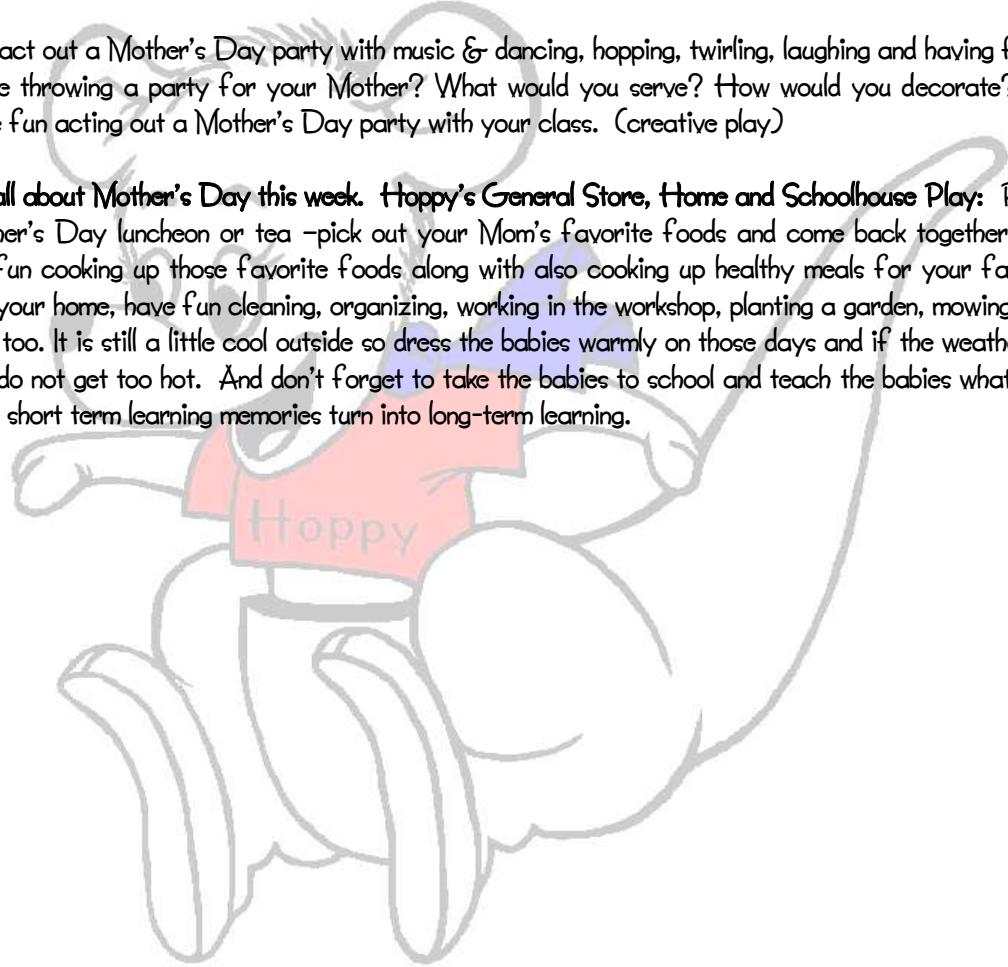 act out a Mother's Day party with music & dancing, hopping, twirling, laughing and having
throwing a party for your Mother? What would you serve? How would you decorate?
fun acting out a Mother's Day party with your class. (creative play)
all about Mother's Day this week. Hoppy's General Store, Home and Schoolhouse Play:
Day luncheon or tea -pick out your Mom's favorite foods and come back together
fun cooking up those favorite foods along with also cooking up healthy meals for your
your home, have fun cleaning, organizing, working in the workshop, planting a garden, mowing
too. It is still a little cool outside so dress the babies warmly on those days and if the
do not get too hot. And don't forget to take the babies to school and teach the babies what
short term learning memories turn into long-term learning.
Hoppy